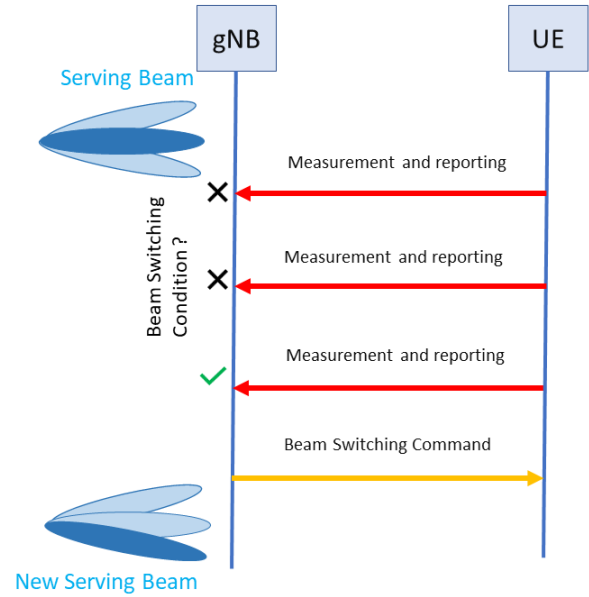 gNB
UE
Serving Beam
Measurement and reporting
Beam Switching
Condition ?
Measurement and reporting
Measurement and reporting
Beam Switching Command
New Serving Beam